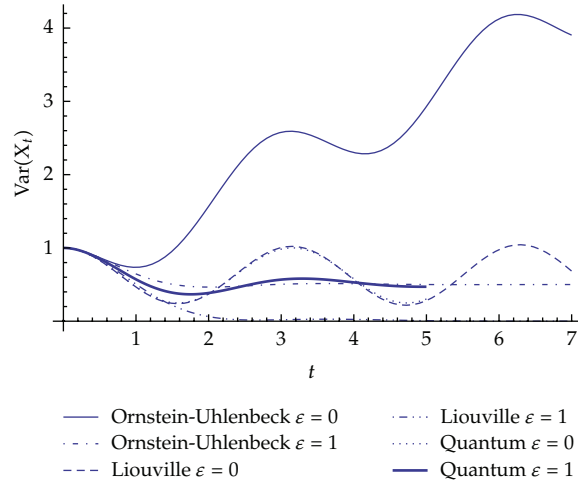 4
3
2
1
Var(X_t)
1 2 3 4 5 6 7
t
Ornstein-Uhlenbeck ε = 0
Ornstein-Uhlenbeck ε = 1
Liouville ε = 0
Liouville ε = 1
Quantum ε = 0
Quantum ε = 1